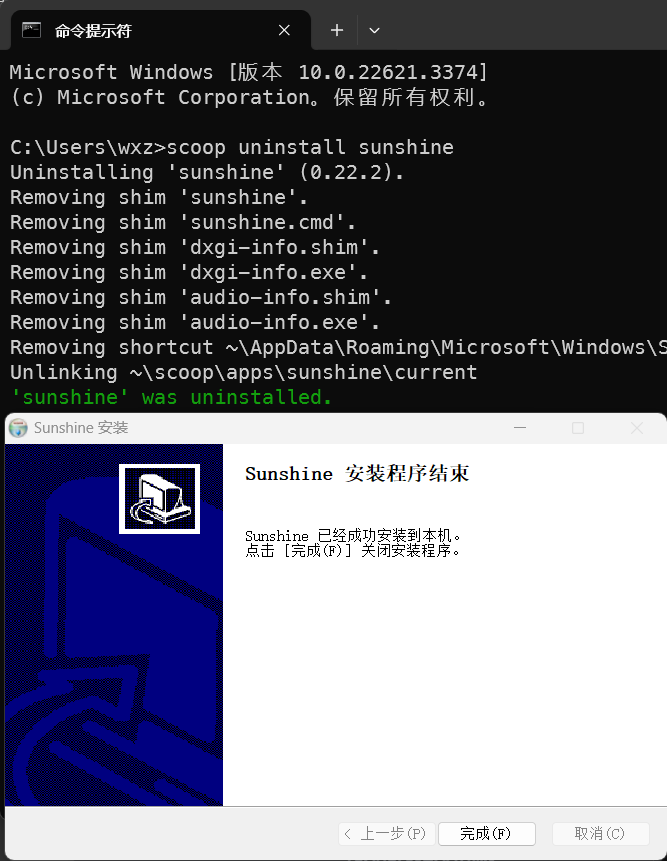 命令提示符
Microsoft Windows [版本 10.0.22621.3374]
(c) Microsoft Corporation。保留所有权利。
C:\Users\wxz>scoop uninstall sunshine
Uninstalling 'sunshine' (0.22.2).
Removing shim 'sunshine'.
Removing shim 'sunshine.cmd'.
Removing shim 'dxgi-info.shim'.
Removing shim 'dxgi-info.exe'.
Removing shim 'audio-info.shim'.
Removing shim 'audio-info.exe'.
Removing shortcut ~\AppData\Roaming\Microsoft\Windows\S
Unlinking ~\scoop\apps\sunshine\current
'sunshine' was uninstalled.
Sunshine 安装
Sunshine 安装程序结束
Sunshine 已经成功安装到本机。
点击 [完成(F)] 关闭安装程序。
< 上一步(P) 完成(F) 取消(C)